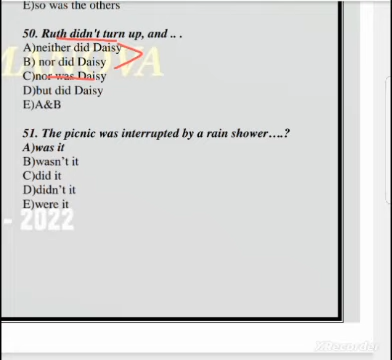 E)so was the others
50. Ruth didn't turn up, and .. .
A)neither did Daisy
B) nor did Daisy
C)nor was Daisy
D)but did Daisy
E)A&B
51. The picnic was interrupted by a rain shower….?
A)was it
B)wasn't it
C)did it
D)didn't it
E)were it
- 2022